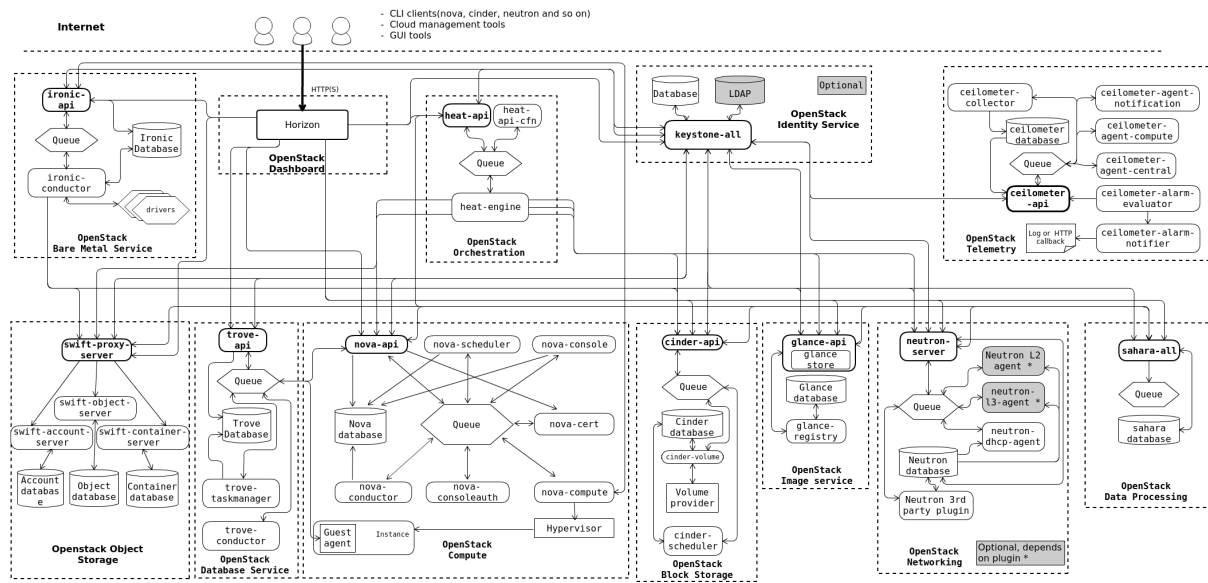 Internet
- CLI clients(nova, cinder, neutron and so on)
- Cloud management tools
- GUI tools
HTTP(S)
ironic-
api
Queue
Ironic
Database
ironic-
conductor
drivers
OpenStack
Bare Metal Service
Horizon
OpenStack
Dashboard
heat-api
heat-
api-cfn
Queue
heat-engine
OpenStack
Orchestration
Database
LDAP
Optional
keystone-all
OpenStack
Identity Service
ceilometer-
collector
ceilometer-agent-
notification
ceilometer
database
ceilometer-
agent-compute
Queue
ceilometer-
agent-central
ceilometer
-api
ceilometer-alarm-
evaluator
Log or HTTP
callback
ceilometer-alarm-
notifier
OpenStack
Telemetry
swift-proxy-
server
swift-object-
server
swift-account-
server
swift-container-
server
Account
databas
e
Object
database
Container
database
Openstack Object
Storage
trove-
api
Queue
Trove
Database
trove-
taskmanager
trove-
conductor
OpenStack
Database Service
nova-api
nova-scheduler
nova-console
Nova
database
Queue
nova-cert
nova-
conductor
nova-
consoleauth
nova-compute
Guest
agent
Instance
Hypervisor
OpenStack
Compute
cinder-api
Queue
Cinder
database
cinder-volume
Volume
provider
cinder-
scheduler
OpenStack
Block Storage
glance-api
glance
store
Glance
database
glance-
registry
OpenStack
Image service
neutron-
server
Neutron L2
agent *
Queue
neutron-
l3-agent *
neutron-
dhcp-agent
Neutron
database
Neutron 3rd
party plugin
OpenStack
Networking
Optional, depends
on plugin *
sahara-all
Queue
sahara
database
OpenStack
Data Processing